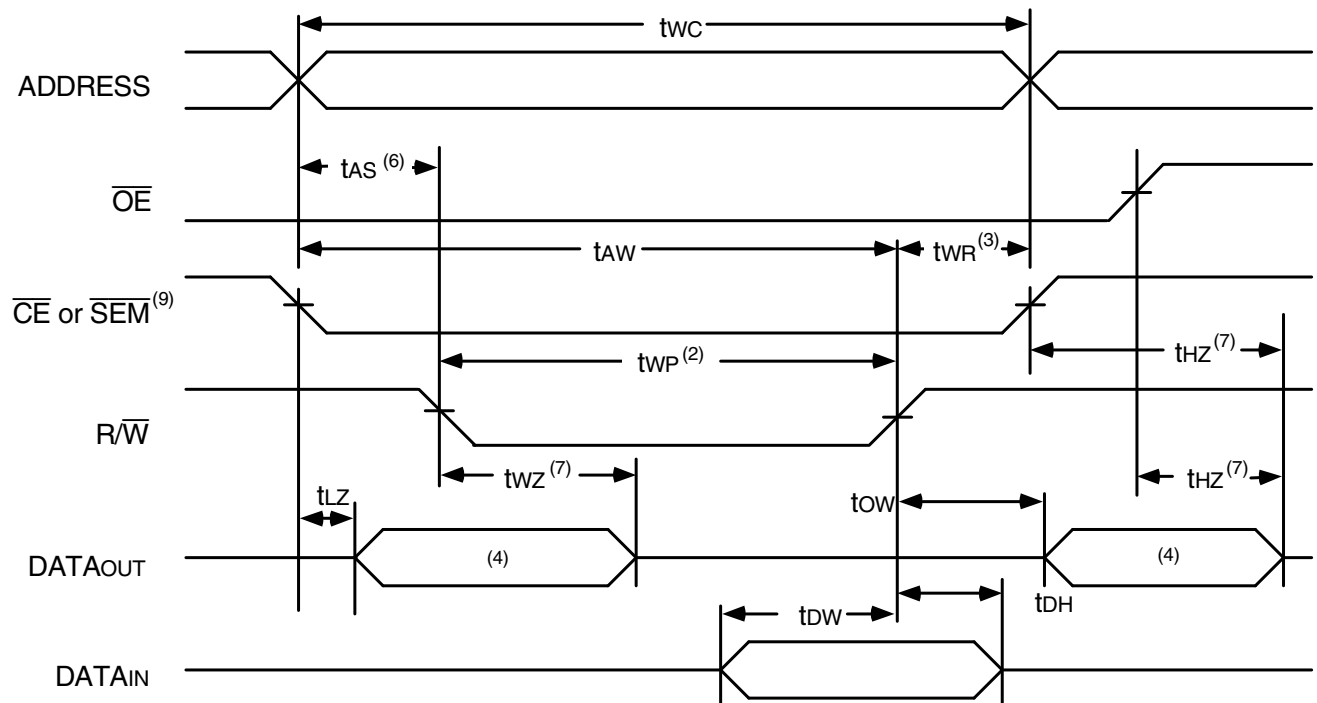 tWC
ADDRESS
tAS (6)
OE
tAW
tWR(3)
CE or SEM(9)
tWP(2)
tHZ(7)
R/W
tWZ(7)
tHZ(7)
tLZ
tOW
DATAOUT
(4)
(4)
tDW
tDH
DATAIN